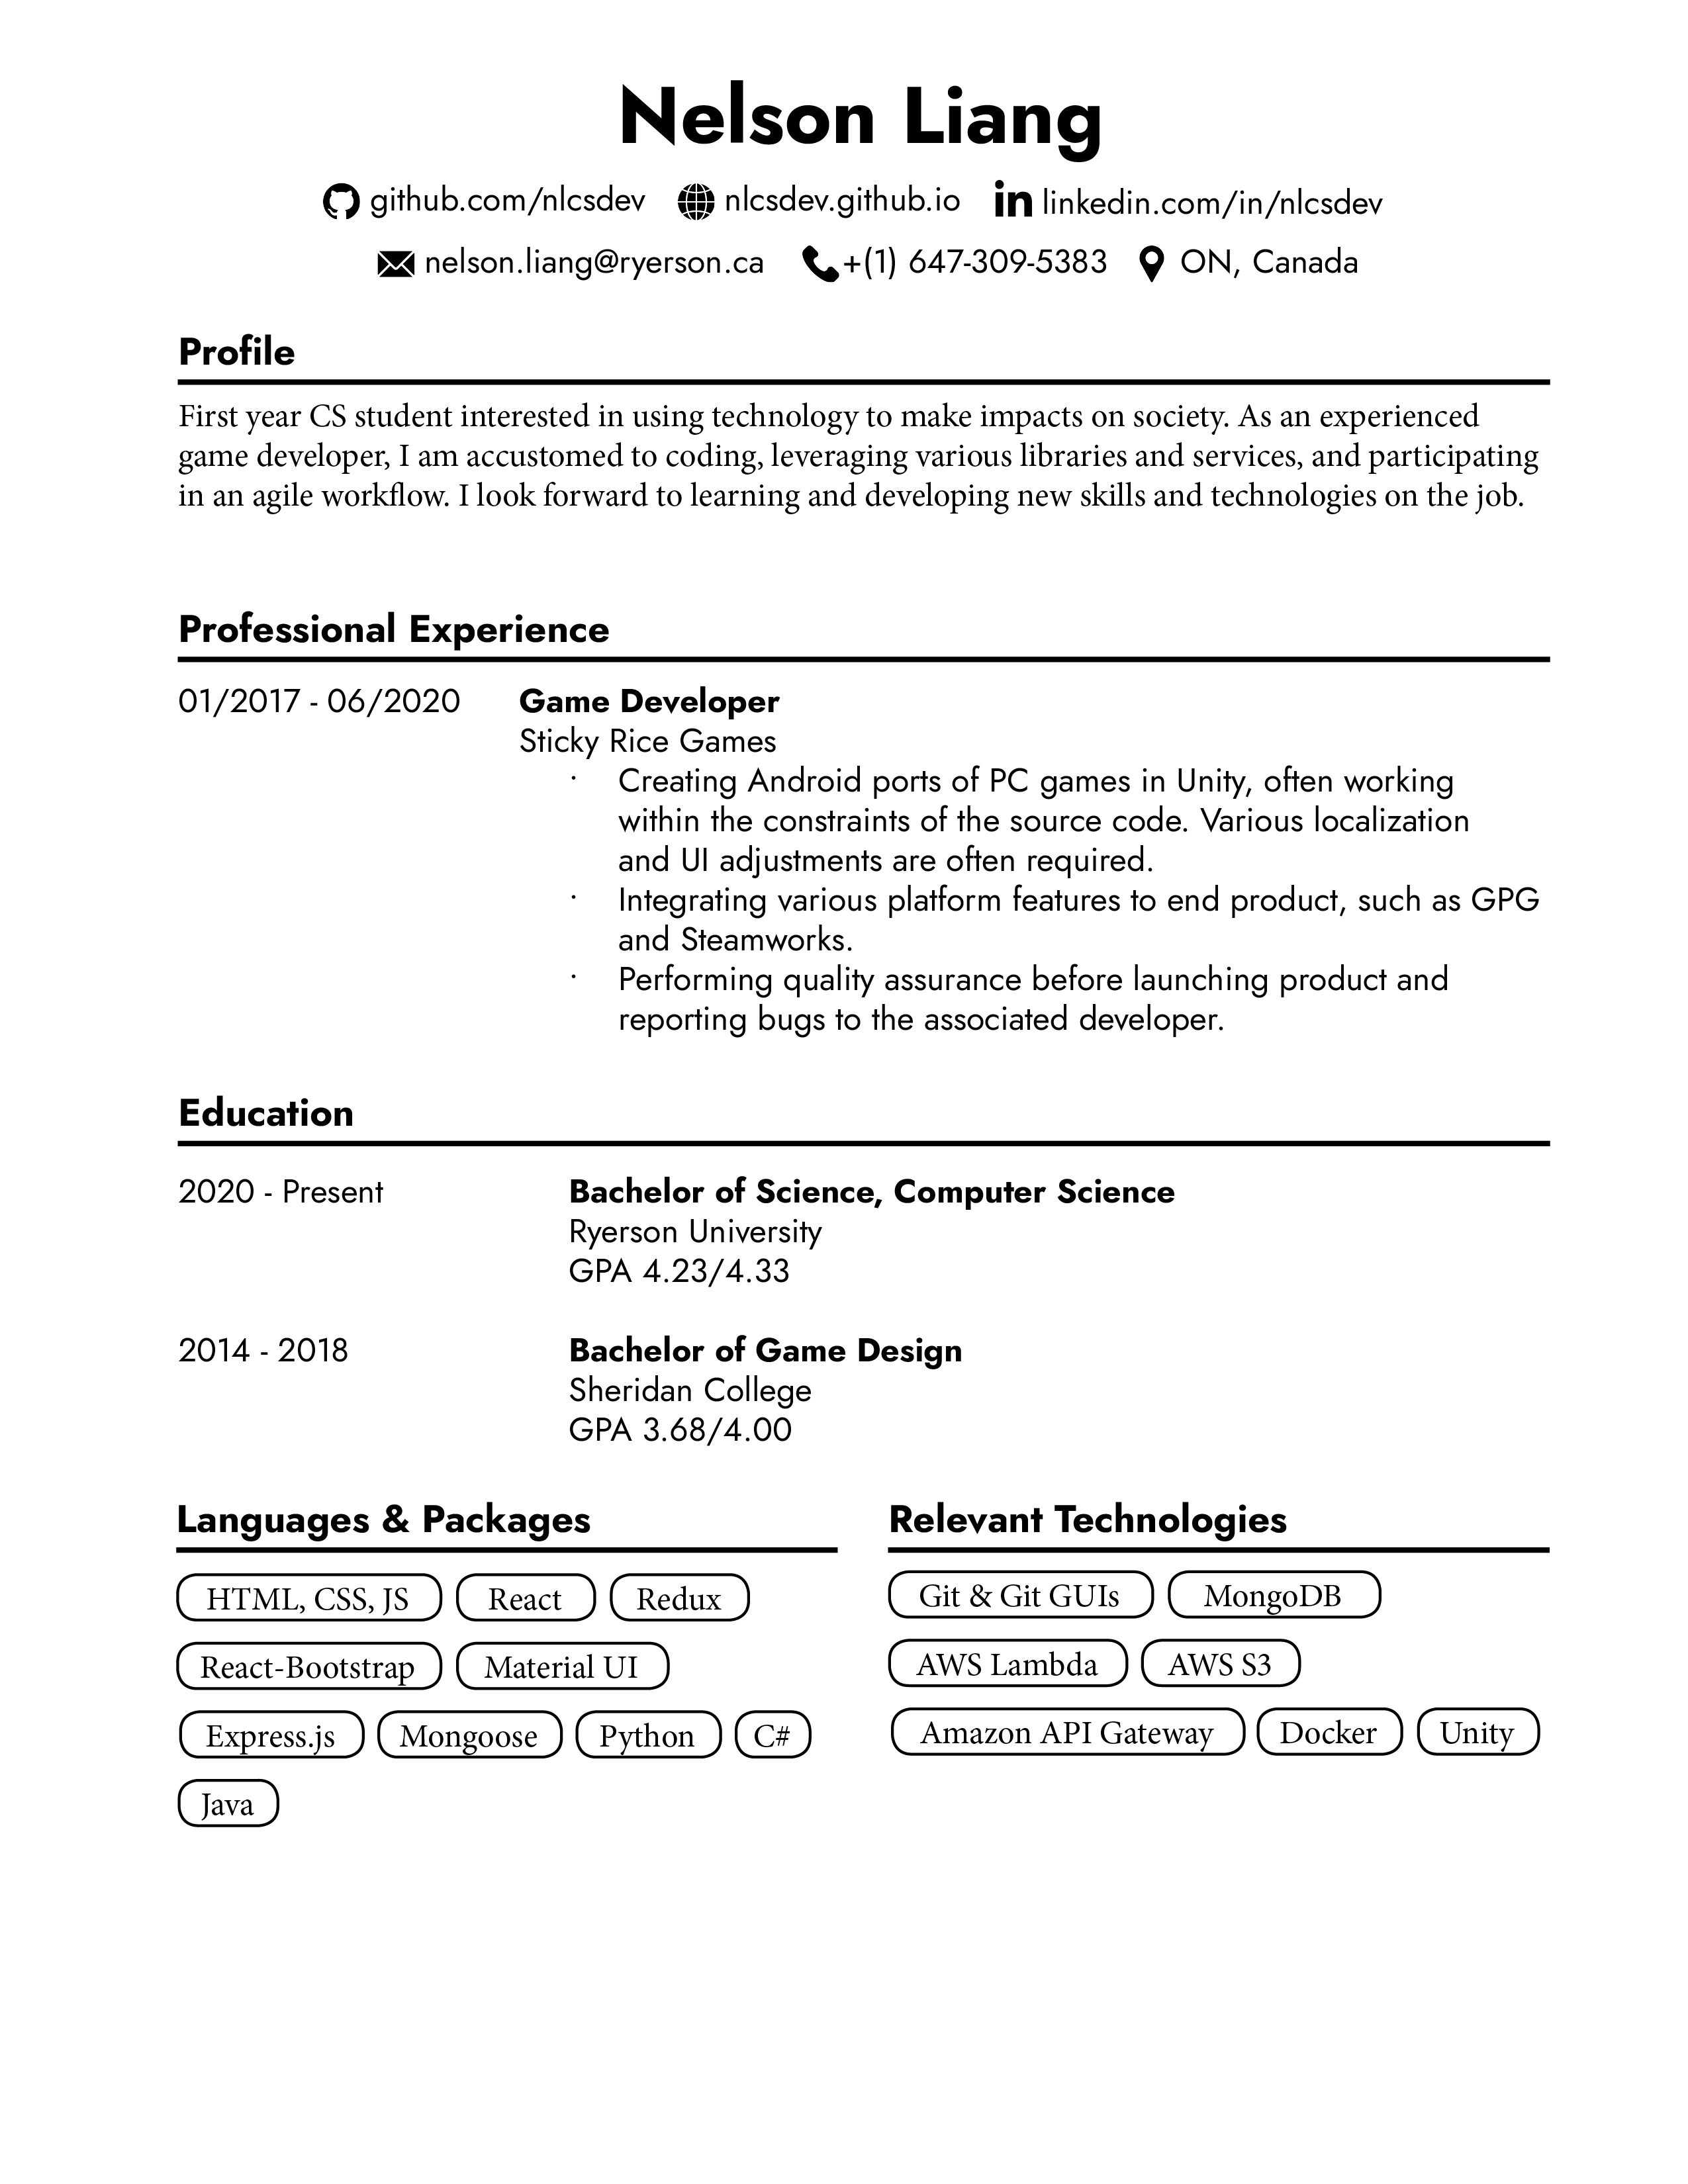 Nelson Liang
github.com/nlcsdev nlcsdev.github.io linkedin.com/in/nlcsdev
nelson.liang@ryerson.ca +(1) 647-309-5383 ON, Canada
Profile
First year CS student interested in using technology to make impacts on society. As an experienced
game developer, I am accustomed to coding, leveraging various libraries and services, and participating
in an agile workflow. I look forward to learning and developing new skills and technologies on the job.
Professional Experience
01/2017 - 06/2020 Game Developer
Sticky Rice Games
· Creating Android ports of PC games in Unity, often working
within the constraints of the source code. Various localization
and UI adjustments are often required.
· Integrating various platform features to end product, such as GPG
and Steamworks.
· Performing quality assurance before launching product and
reporting bugs to the associated developer.
Education
2020 - Present Bachelor of Science, Computer Science
Ryerson University
GPA 4.23/4.33
2014 - 2018 Bachelor of Game Design
Sheridan College
GPA 3.68/4.00
Languages & Packages
HTML, CSS, JS React Redux
React-Bootstrap Material UI
Express.js Mongoose Python C#
Java
Relevant Technologies
Git & Git GUIs MongoDB
AWS Lambda AWS S3
Amazon API Gateway Docker Unity